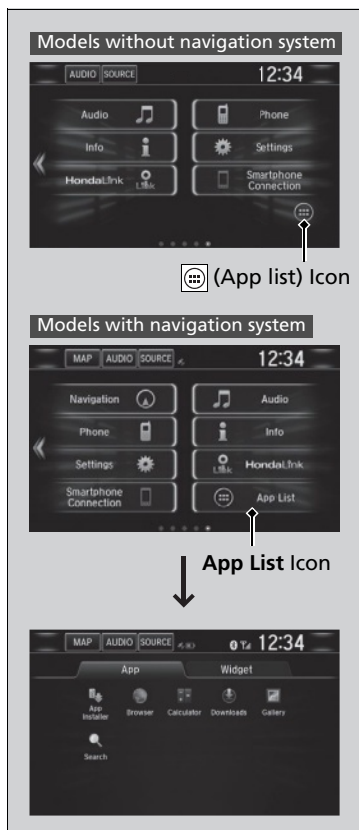 Models without navigation system
AUDIO SOURCE 12:34
Audio Phone
Info Settings
HondaLink Link Smartphone
Connection
(App list) Icon
Models with navigation system
MAP AUDIO SOURCE 12:34
Navigation Audio
Phone Info
Settings Link HondaLink
Smartphone
Connection App List
App List Icon
MAP AUDIO SOURCE 12:34
App Widget
App
Installer Browser Calculator Downloads Gallery
Search